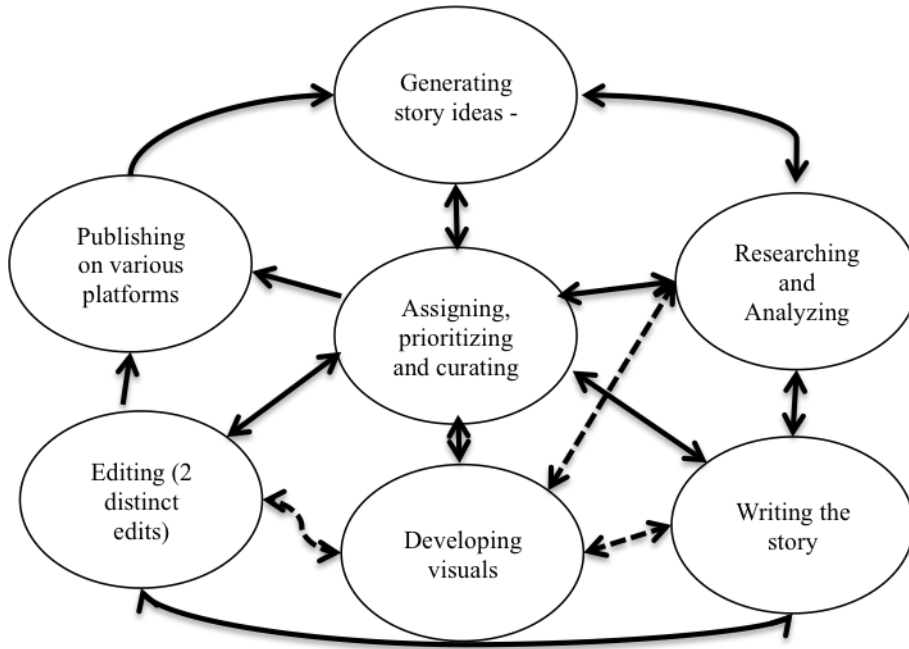 Generating
story ideas -
Publishing
on various
platforms
Researching
and
Analyzing
Assigning,
prioritizing
and curating
Editing (2
distinct
edits)
Developing
visuals
Writing the
story